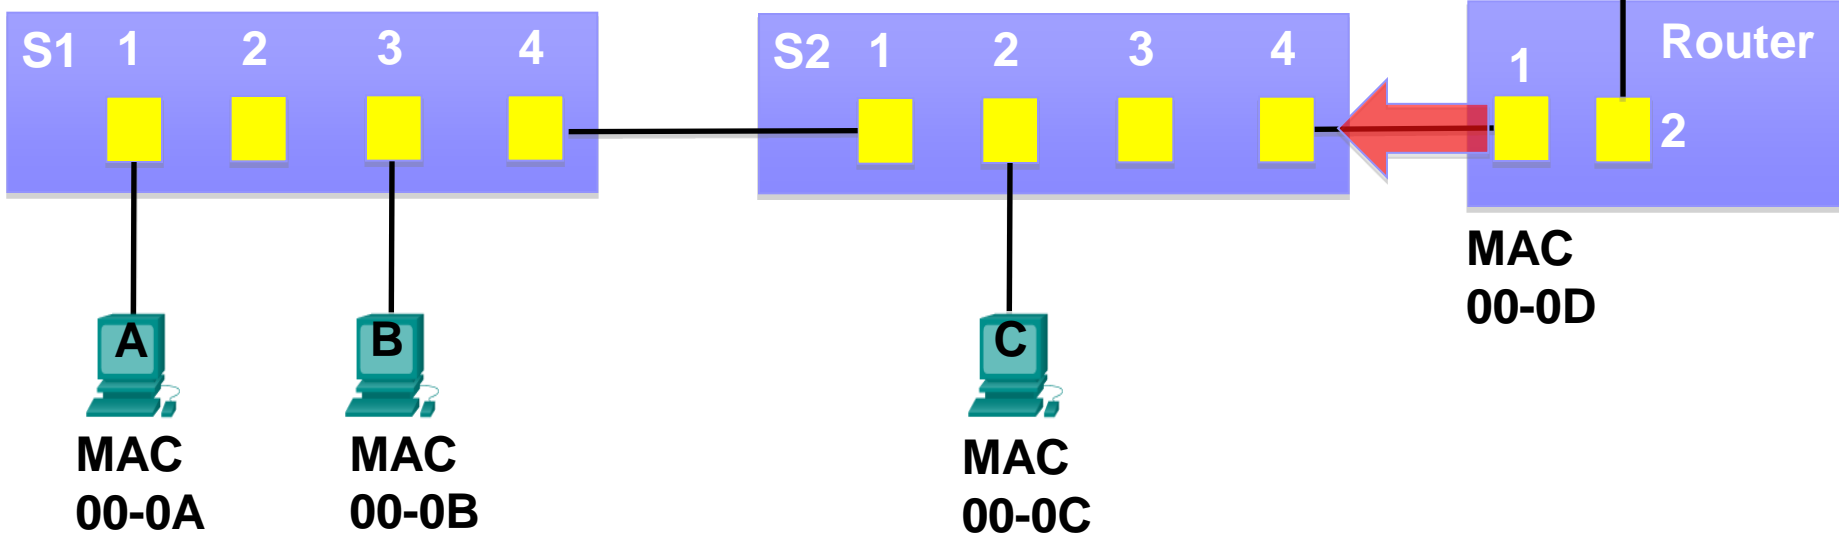 S1 1 2 3 4
S2 1 2 3 4
1 Router
2
MAC
00-0D
A
B
C
MAC
00-0A
MAC
00-0B
MAC
00-0C